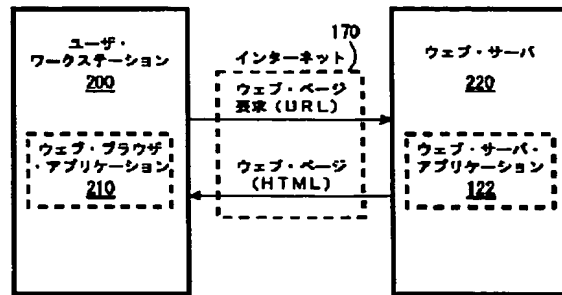 ユーザ・
ワークステーション
200
ウェブ・ブラウザ
・アプリケーション
210
170
インターネット
ウェブ・ページ
要求(URL)
ウェブ・ページ
(HTML)
ウェブ・サーバ
220
ウェブ・サーバ・
アプリケーション
122